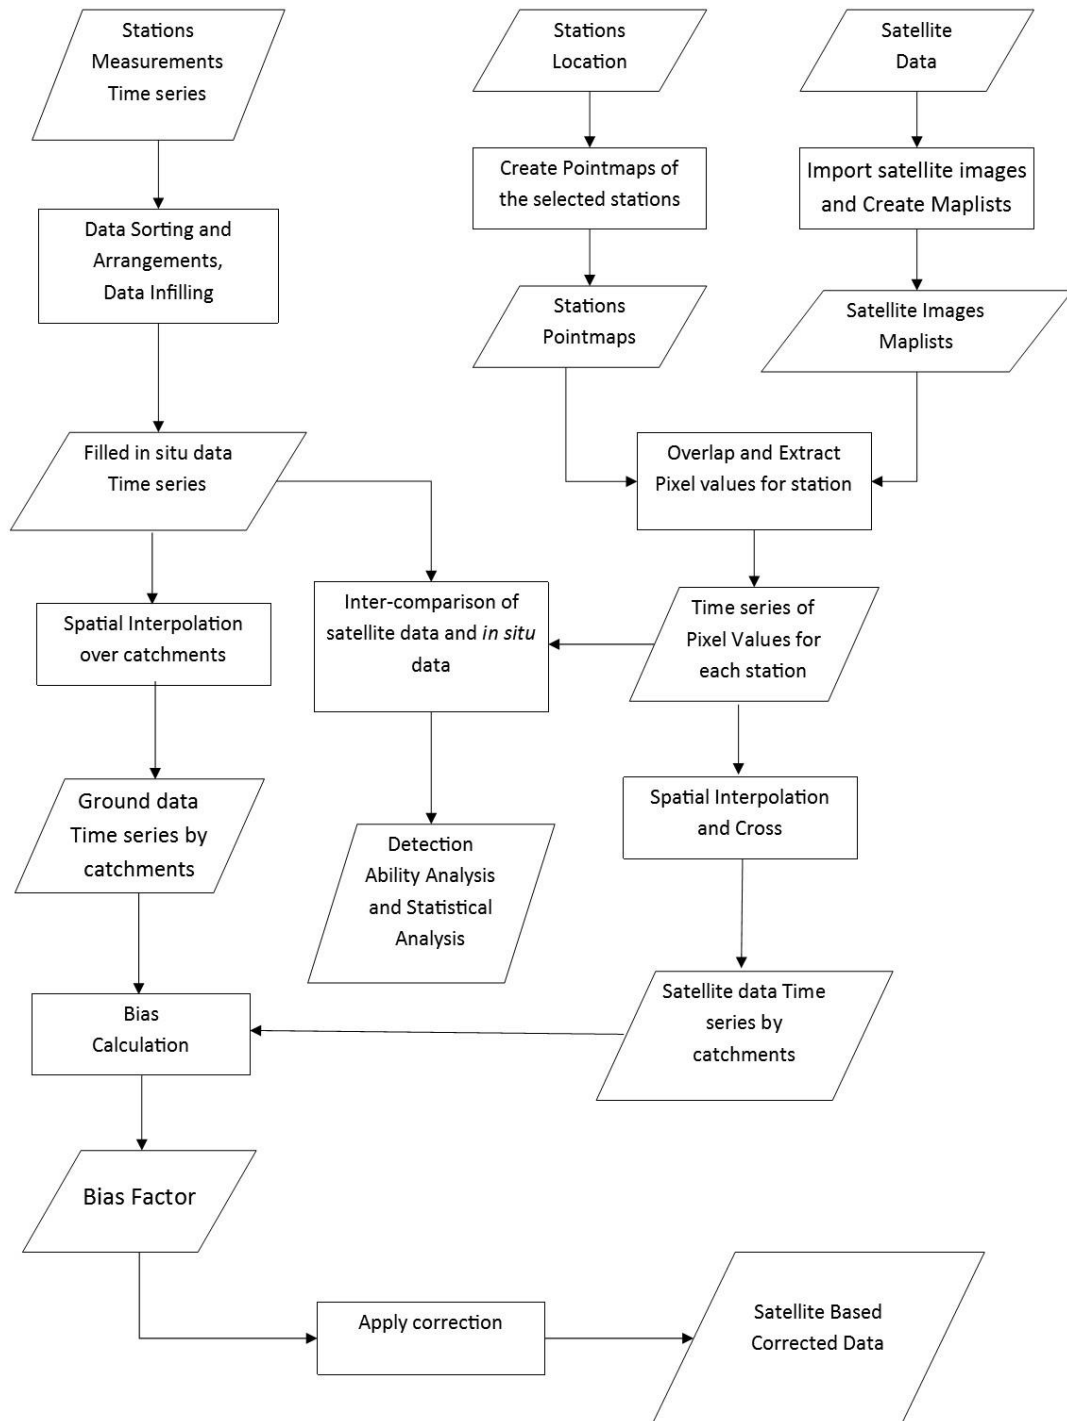 Stations
Measurements
Time series
Stations
Location
Satellite
Data
Create Pointmaps of
the selected stations
Import satellite images
and Create Maplists
Data Sorting and
Arrangements,
Data Infilling
Stations
Pointmaps
Satellite Images
Maplists
Filled in situ data
Time series
Overlap and Extract
Pixel values for station
Spatial Interpolation
over catchments
Inter-comparison of
satellite data and in situ
data
Time series of
Pixel Values for
each station
Ground data
Time series by
catchments
Spatial Interpolation
and Cross
Detection
Ability Analysis
and Statistical
Analysis
Satellite data Time
series by
catchments
Bias
Calculation
Bias Factor
Apply correction
Satellite Based
Corrected Data